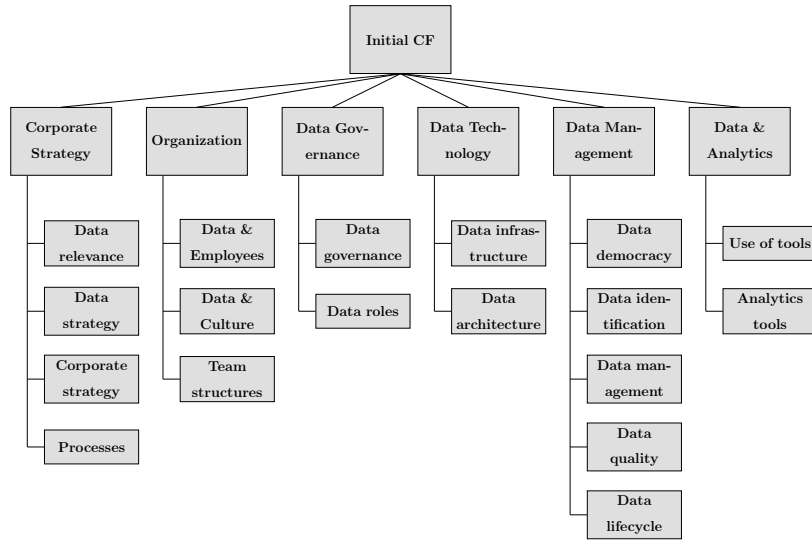 Initial CF
Corporate
Strategy
Organization
Data Gov-
ernance
Data Tech-
nology
Data Man-
agement
Data &
Analytics
Data
relevance
Data
strategy
Corporate
strategy
Processes
Data &
Employees
Data &
Culture
Team
structures
Data
governance
Data roles
Data infras-
tructure
Data
architecture
Data
democracy
Data iden-
tification
Data man-
agement
Data
quality
Data
lifecycle
Use of tools
Analytics
tools